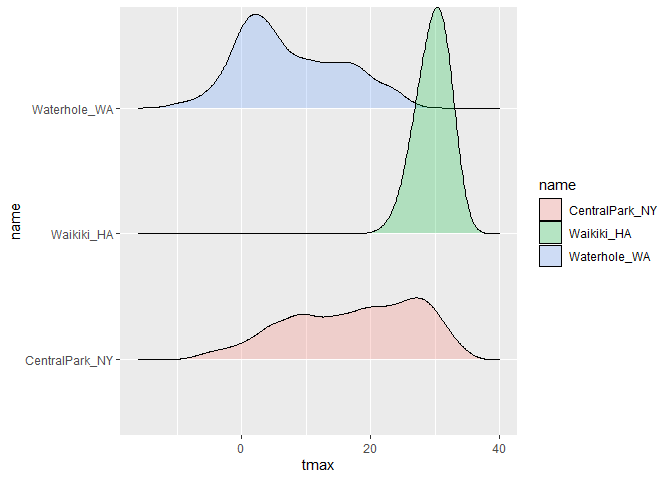 Waterhole_WA
Waikiki_HA
CentralPark_NY
name
0
20
40
tmax
name
CentralPark_NY
Waikiki_HA
Waterhole_WA